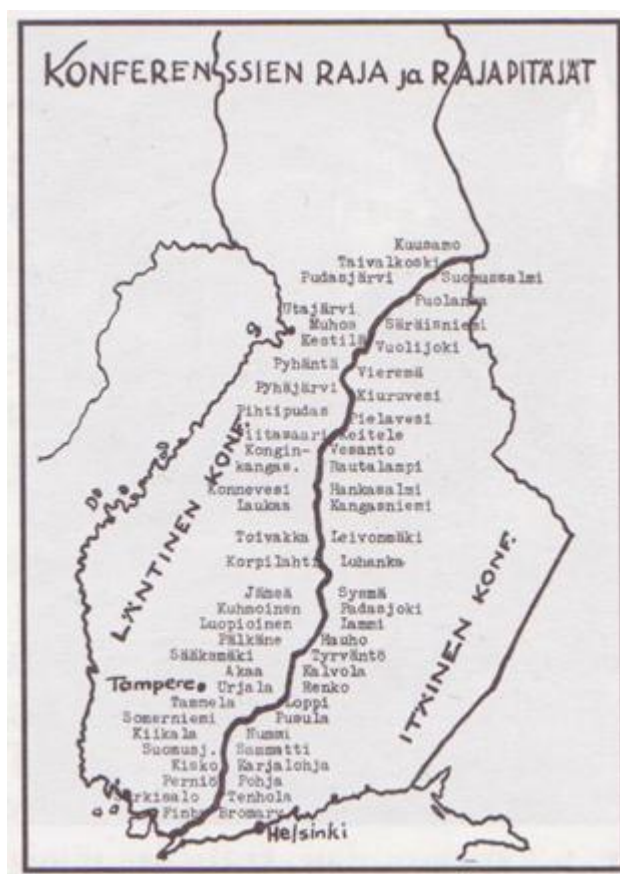 KONFERENSSIEN RAJA ja RAJAPITÄJÄT
Kuusamo
Taivalkoski
Pudasjärvi Suomussalmi
Puolanka
Utajärvi
Muhos Säräisniemi
Kestilä Vuolijoki
Pyhäntä Vieremä
Pyhäjärvi Kiuruvesi
Pihtipudas Pielavesi
iitasaari Keitele
Kongin- Vesanto
kangas. Rautalampi
Konnevesi Hankasalmi
Laukaa Kangasniemi
Toivakka Leivonmäki
Korpilahti Luhanka
Jämsä Sysmä
Kuhmoinen Padasjoki
Luopioinen Lammi
Pälkäne Hauho
Sääksmäki Tyrväntö
Akaa Kalvola
Tampere Urjala Renko
Tammela Loppi
Somerniemi Pusula
Kiikala Nummi
Suomusj. Sammatti
Kisko Karjalohja
Perniö Pohja
ärkisalo Tenhola
Finby Bromarv
Helsinki
LÄNTINEN KONF.
ITÄINEN KONF.